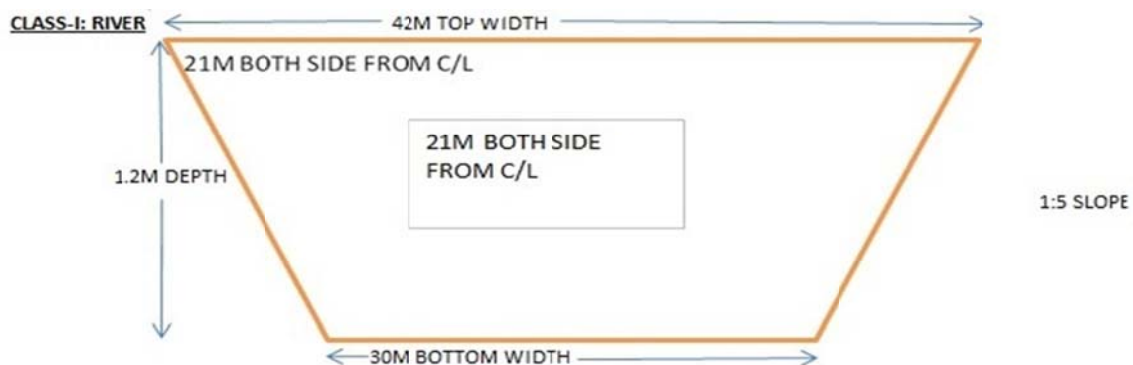 CLASS-I: RIVER
42M TOP WIDTH
21M BOTH SIDE FROM C/L
21M BOTH SIDE
FROM C/L
1.2M DEPTH
1:5 SLOPE
30M BOTTOM WIDTH